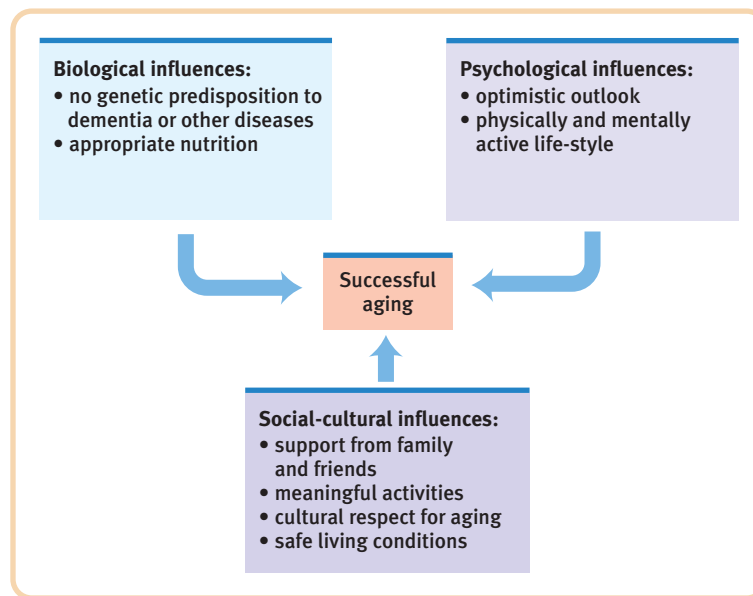 Biological influences:
• no genetic predisposition to
dementia or other diseases
• appropriate nutrition
Psychological influences:
• optimistic outlook
• physically and mentally
active life-style
Successful
aging
Social-cultural influences:
• support from family
and friends
• meaningful activities
• cultural respect for aging
• safe living conditions